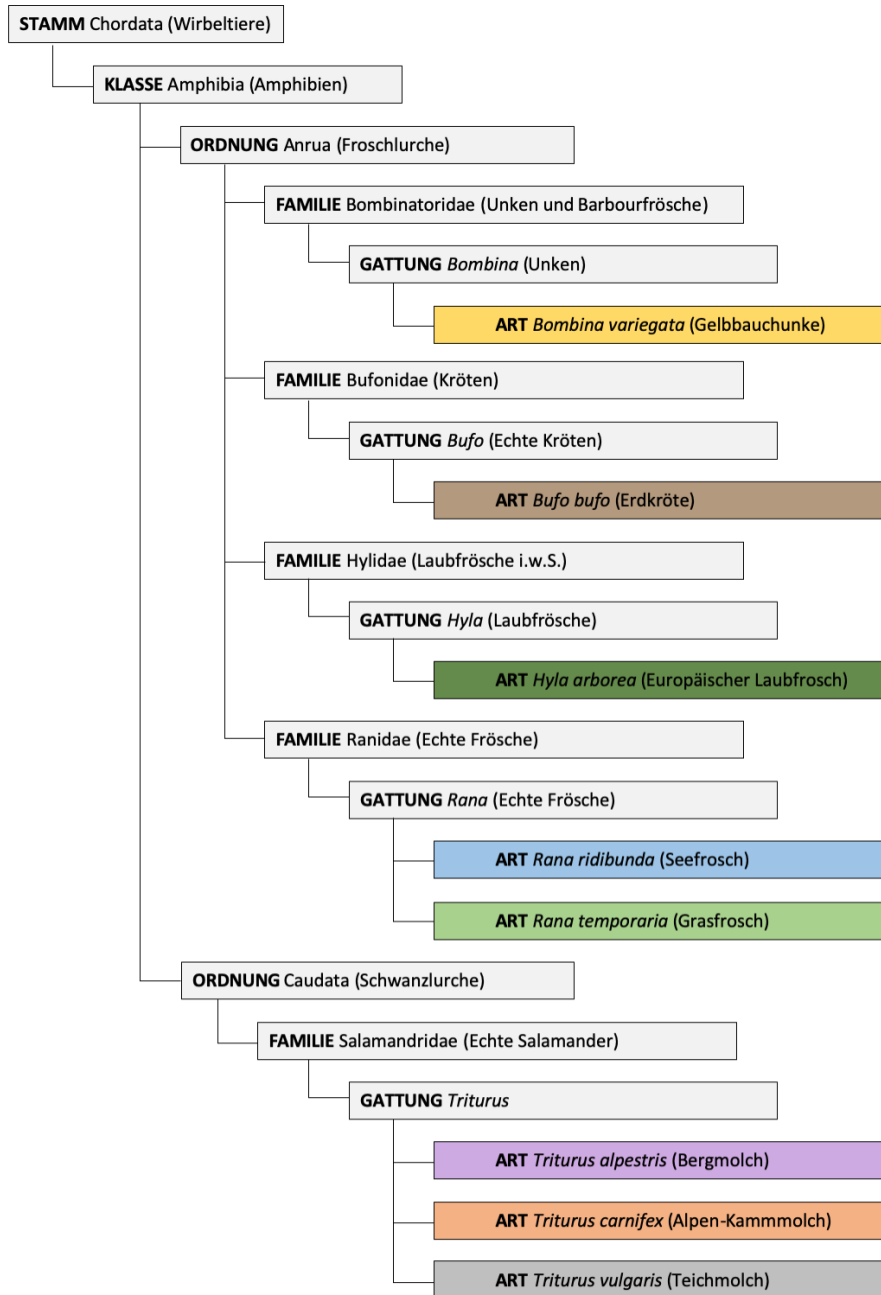 STAMM Chordata (Wirbeltiere)
KLASSE Amphibia (Amphibien)
ORDNUNG Anrua (Froschlurche)
FAMILIE Bombinatoridae (Unken und Barbourfrösche)
GATTUNG Bombina (Unken)
ART Bombina variegata (Gelbbauchunke)
FAMILIE Bufonidae (Kröten)
GATTUNG Bufo (Echte Kröten)
ART Bufo bufo (Erdkröte)
FAMILIE Hylidae (Laubfrösche i.w.S.)
GATTUNG Hyla (Laubfrösche)
ART Hyla arborea (Europäischer Laubfrosch)
FAMILIE Ranidae (Echte Frösche)
GATTUNG Rana (Echte Frösche)
ART Rana ridibunda (Seefrosch)
ART Rana temporaria (Grasfrosch)
ORDNUNG Caudata (Schwanzlurche)
FAMILIE Salamandridae (Echte Salamander)
GATTUNG Triturus
ART Triturus alpestris (Bergmolch)
ART Triturus carnifex (Alpen-Kammmolch)
ART Triturus vulgaris (Teichmolch)